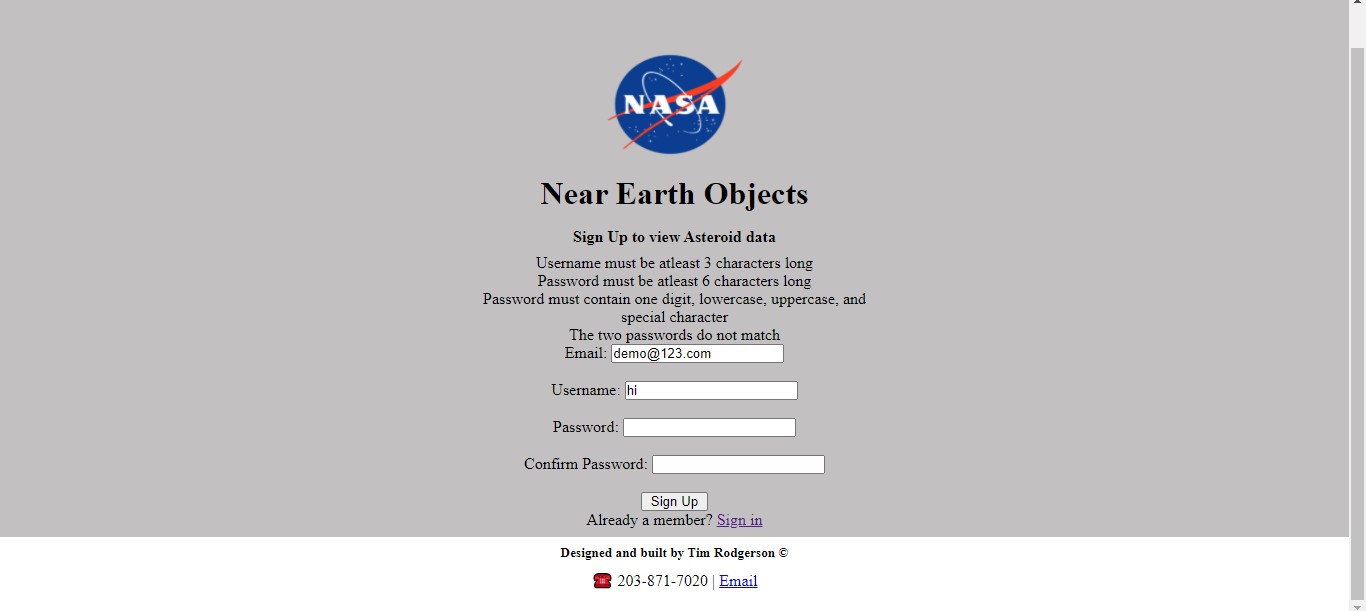 NASA
Near Earth Objects
Sign Up to view Asteroid data
Username must be atleast 3 characters long
Password must be atleast 6 characters long
Password must contain one digit, lowercase, uppercase, and
special character
The two passwords do not match
Email: demo@123.com
Username: hi
Password:
Confirm Password:
Sign Up
Already a member? Sign in
Designed and built by Tim Rodgerson ©
☎ 203-871-7020 | Email